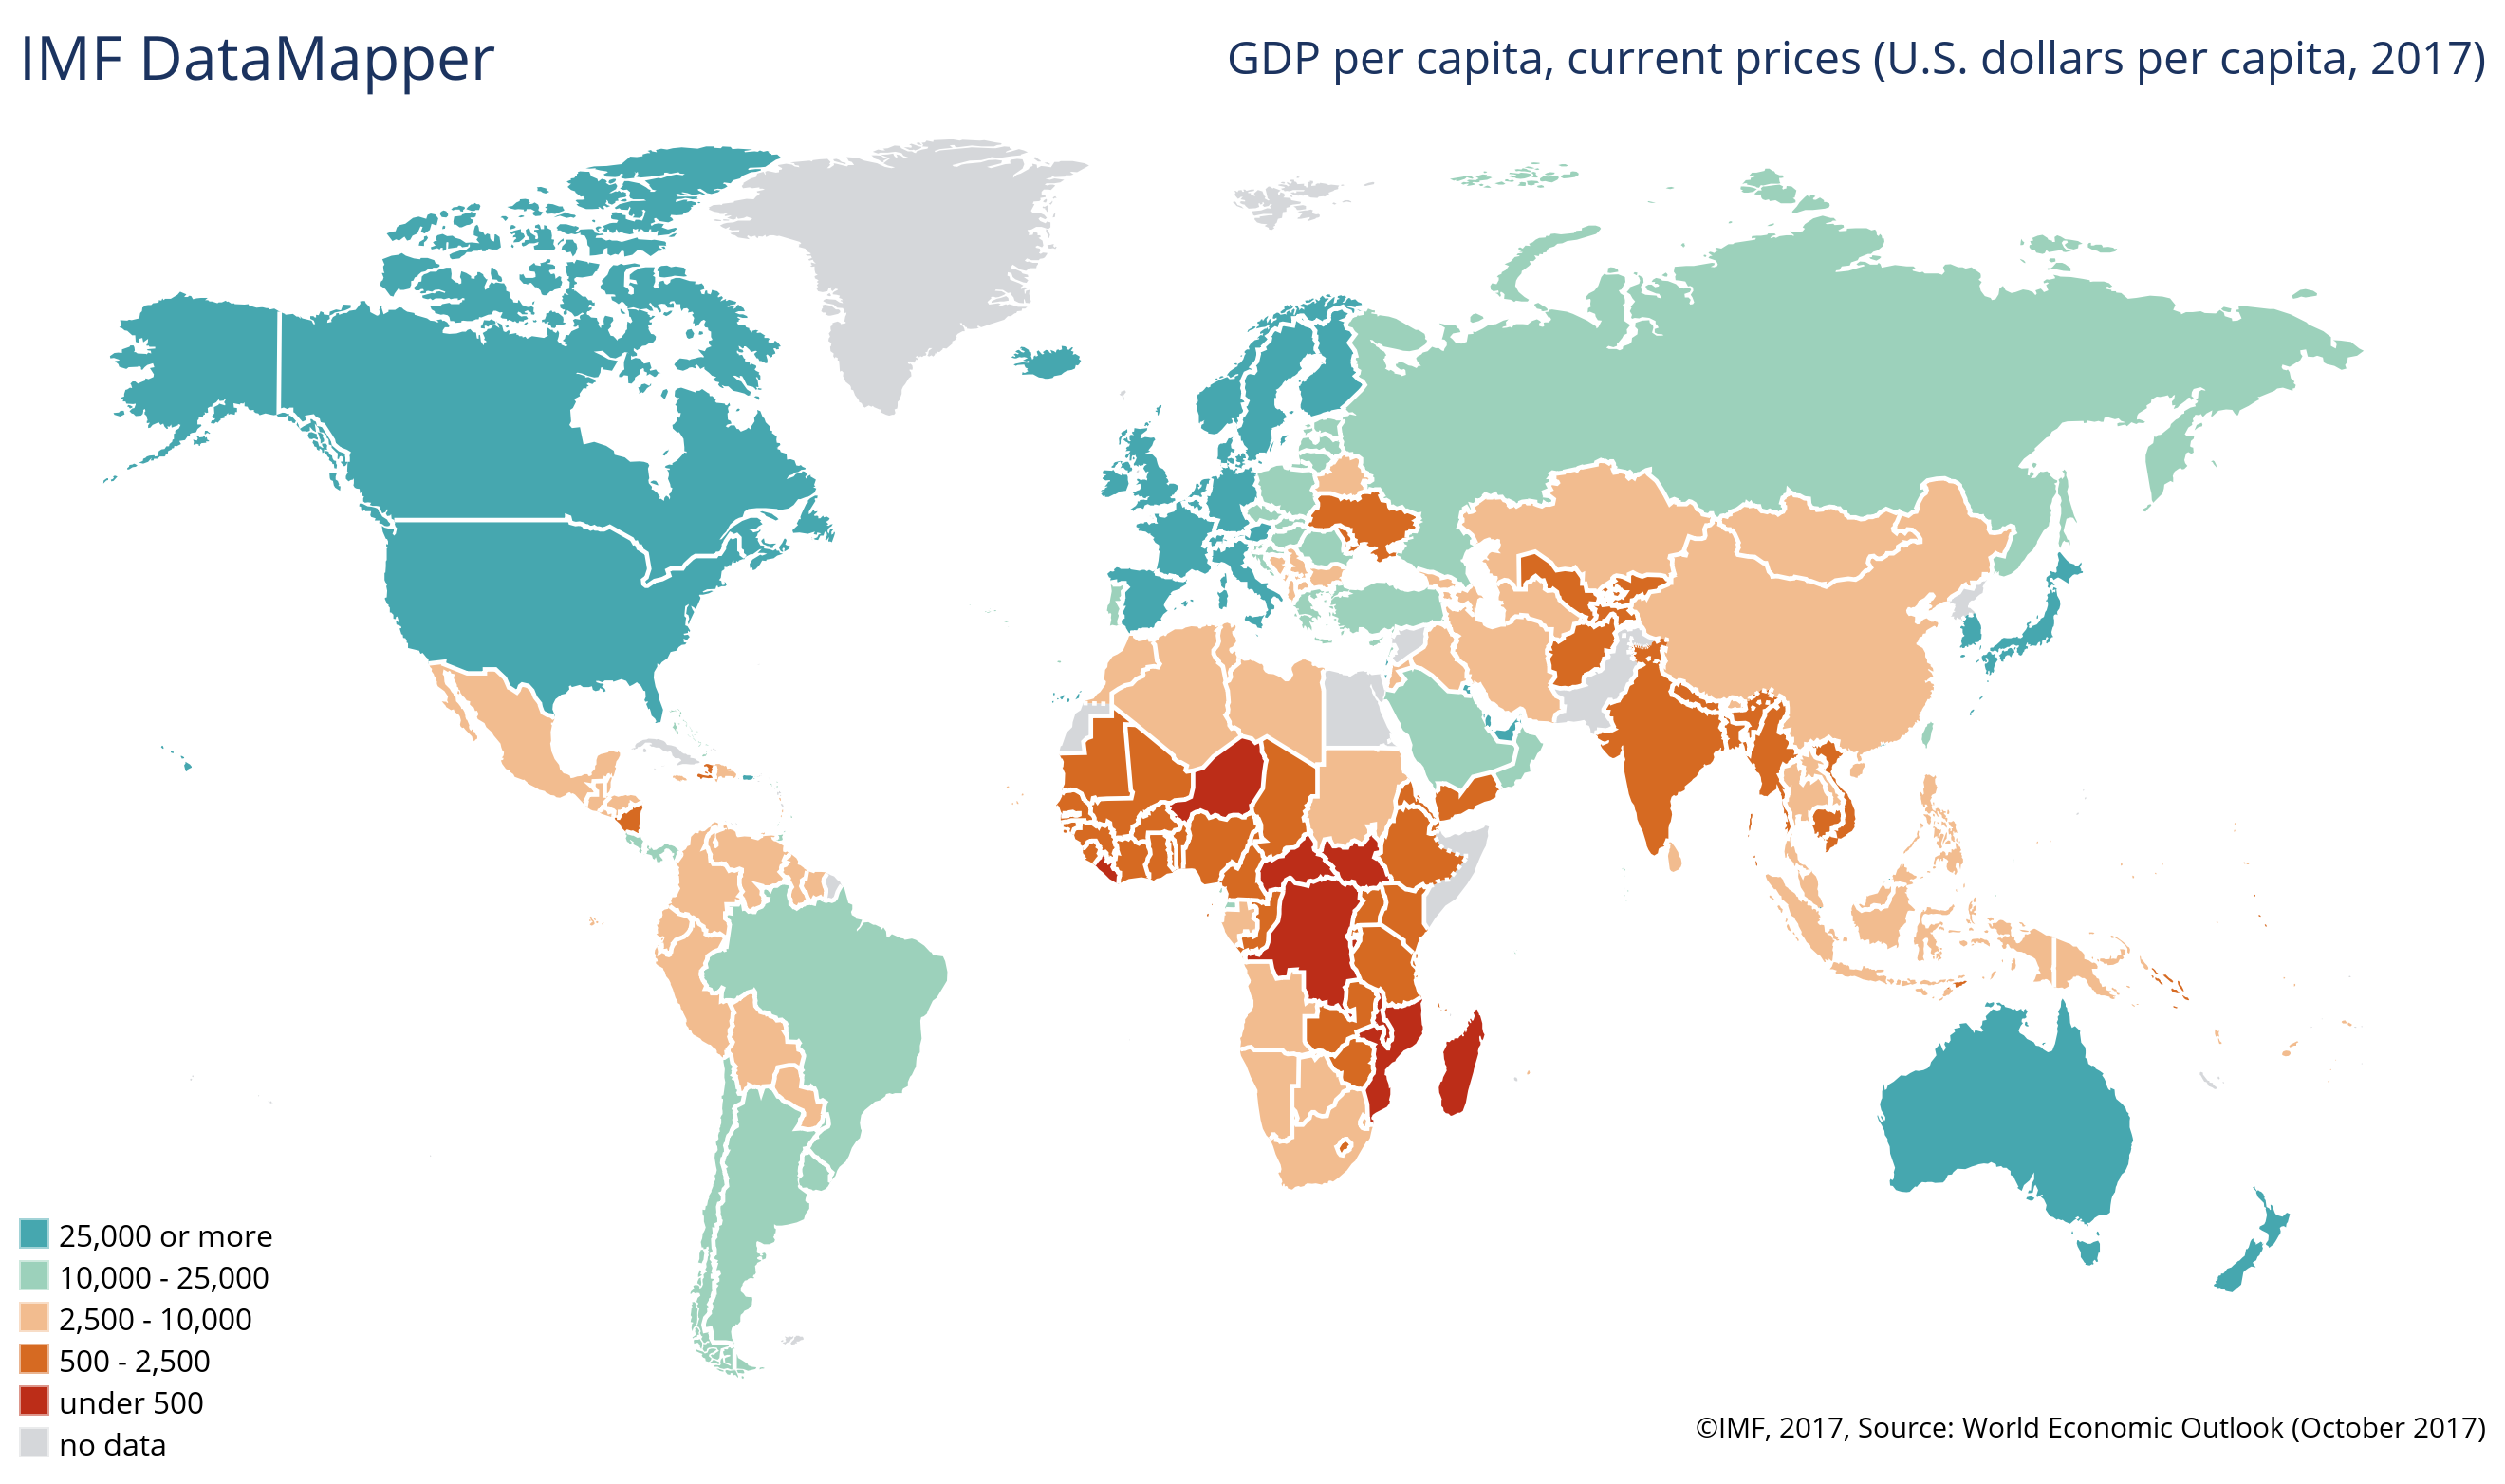 IMF DataMapper
GDP per capita, current prices (U.S. dollars per capita, 2017)
25,000 or more
10,000 - 25,000
2,500 - 10,000
500 - 2,500
under 500
no data
©IMF, 2017, Source: World Economic Outlook (October 2017)